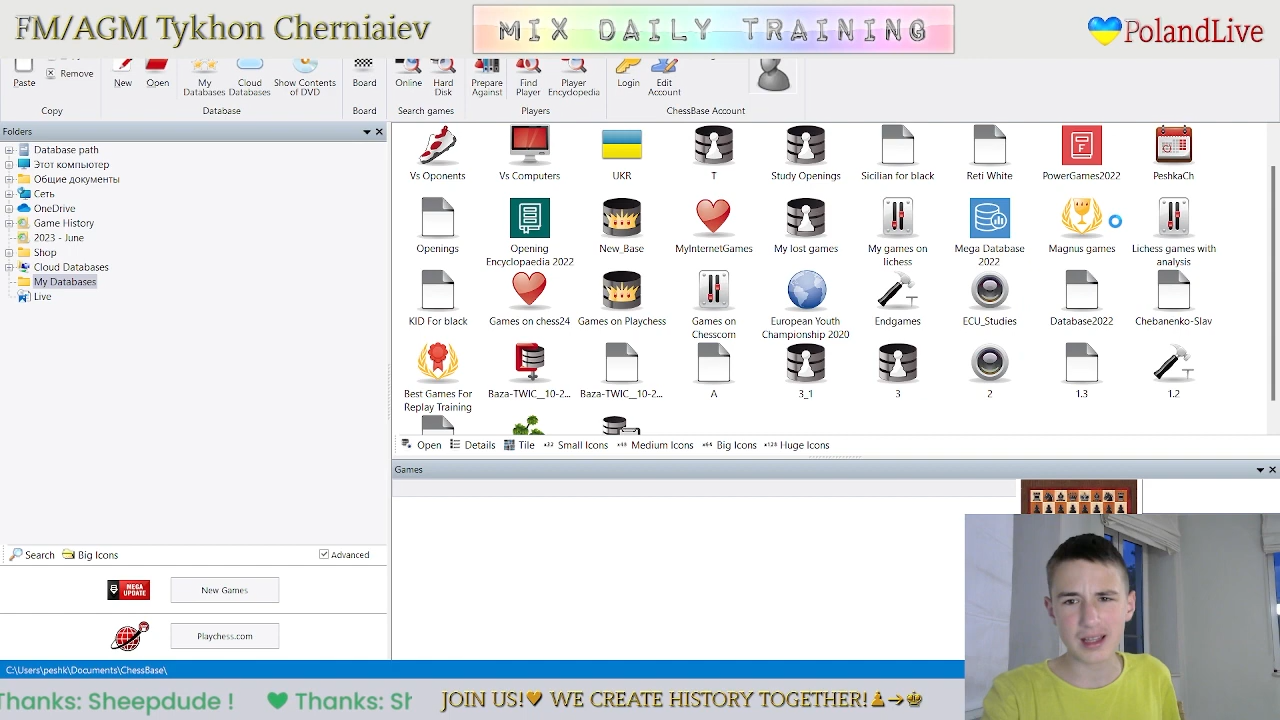 FM/AGM Tykhon Cherniaiev
MIX DAILY TRAINING
PolandLive
Paste
Remove
New
Open
My Databases
Cloud Databases
Show Contents of DVD
Board
Online
Hard Disk
Prepare Against
Find Player
Player Encyclopedia
Login
Edit Account
Copy
Database
Board
Search games
Players
ChessBase Account
Folders
Database path
Этот компьютер
Общие документы
Сеть
OneDrive
Game History
2023 - June
Shop
Cloud Databases
My Databases
Live
Vs Oponents
Vs Computers
UKR
T
Study Openings
Sicilian for black
Reti White
PowerGames2022
PeshkaCh
Openings
Opening Encyclopaedia 2022
New_Base
MyInternetGames
My lost games
My games on lichess
Mega Database 2022
Magnus games
Lichess games with analysis
KID For black
Games on chess24
Games on Playchess
Games on Chesscom
European Youth Championship 2020
Endgames
ECU_Studies
Database2022
Chebanenko-Slav
Best Games For Replay Training
Baza-TWIC__10-2...
Baza-TWIC__10-2...
A
3_1
3
2
1.3
1.2
Open
Details
Tile
Small Icons
Medium Icons
Big Icons
Huge Icons
Games
Search
Big Icons
Advanced
MEGA UPDATE
New Games
Playchess.com
C:\Users\peshk\Documents\ChessBase\
Thanks: Sheepdude !
Thanks: Sh
JOIN US! WE CREATE HISTORY TOGETHER!